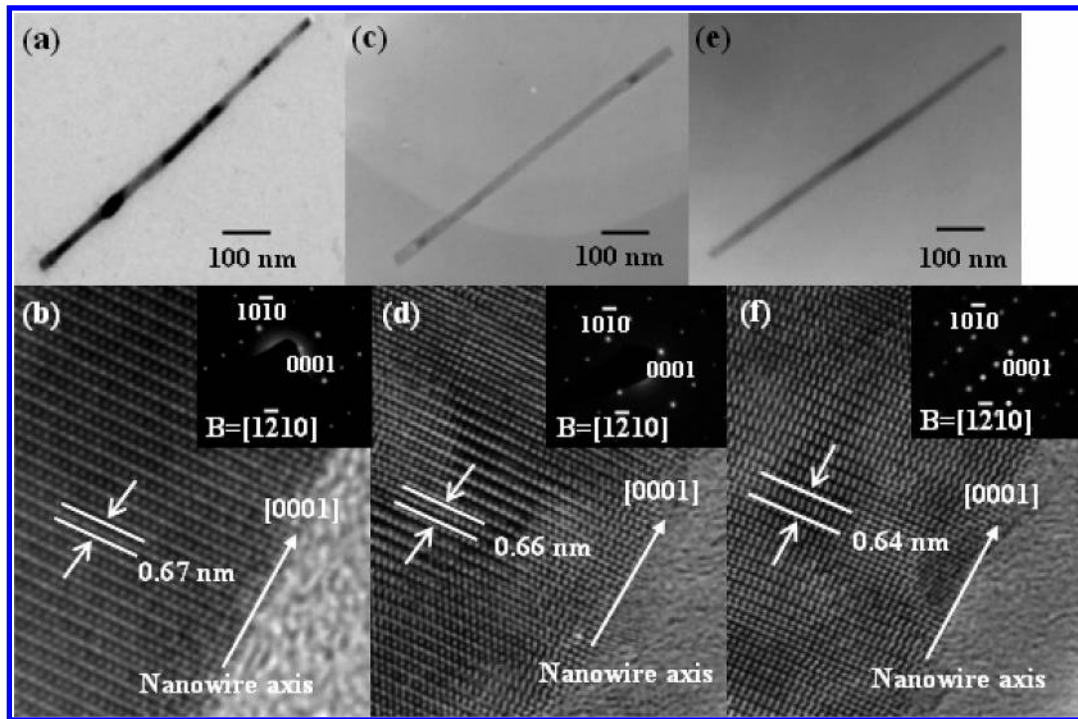 (a)
100 nm
(c)
100 nm
(e)
100 nm
(b)
101̄0
0001
B=[12̄10]
0.67 nm
[0001]
Nanowire axis
(d)
101̄0
0001
B=[12̄10]
0.66 nm
[0001]
Nanowire axis
(f)
101̄0
0001
B=[12̄10]
0.64 nm
[0001]
Nanowire axis